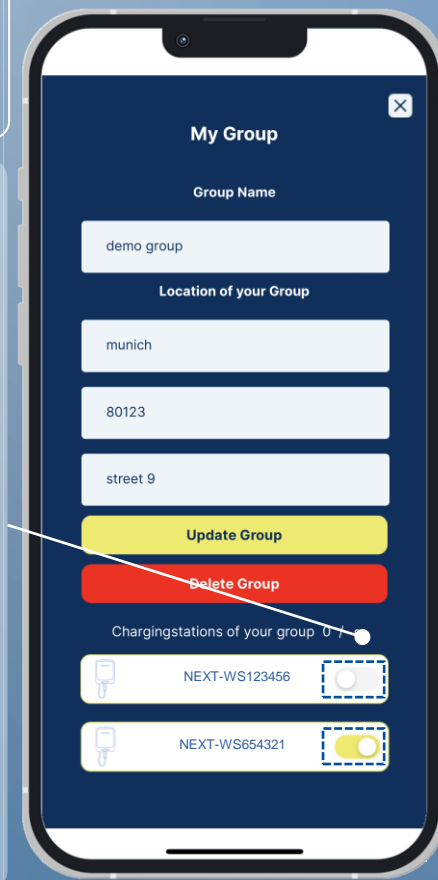 My Group
Group Name
demo group
Location of your Group
munich
80123
street 9
Update Group
Delete Group
Chargingstations of your group 0 /
NEXT-WS123456
NEXT-WS654321